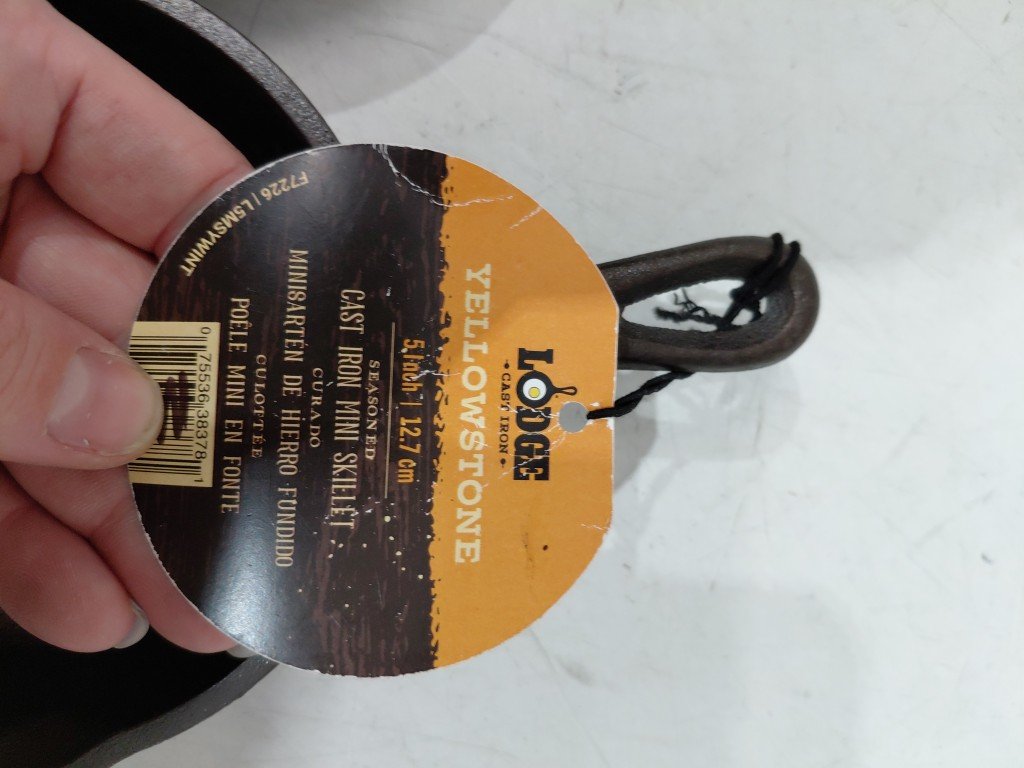 LODGE
•CAST IRON•
YELLOWSTONE
5 Inch | 12.7 cm
SEASONED
CAST IRON MINI SKILLET
CURADO
MINISARTÉN DE HIERRO FUNDIDO
CULOTTÉE
POÊLE MINI EN FONTE
0 75536 38378 1
F7226 | L5MSYWINT